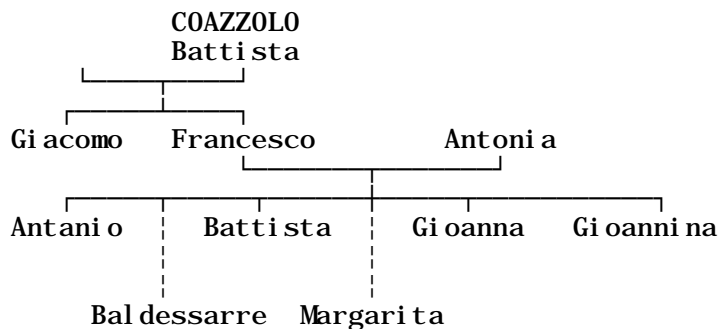 COAZZOLO
Battista
Giacomo Francesco Antonia
Antanio Battista Gioanna Gioannina
Baldessarre Margarita